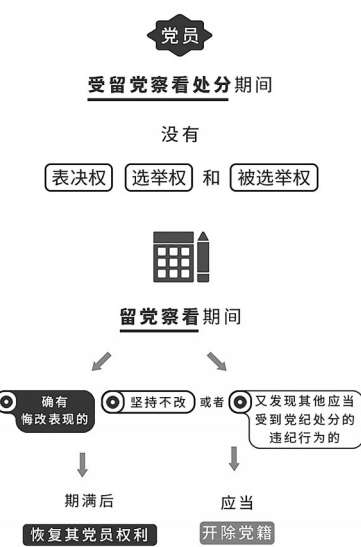 党员
受留党察看处分期间
没有
表决权 选举权 和 被选举权
留党察看期间
确有
悔改表现的
坚持不改 或者
又发现其他应当
受到党纪处分的
违纪行为的
期满后
恢复其党员权利
应当
开除党籍